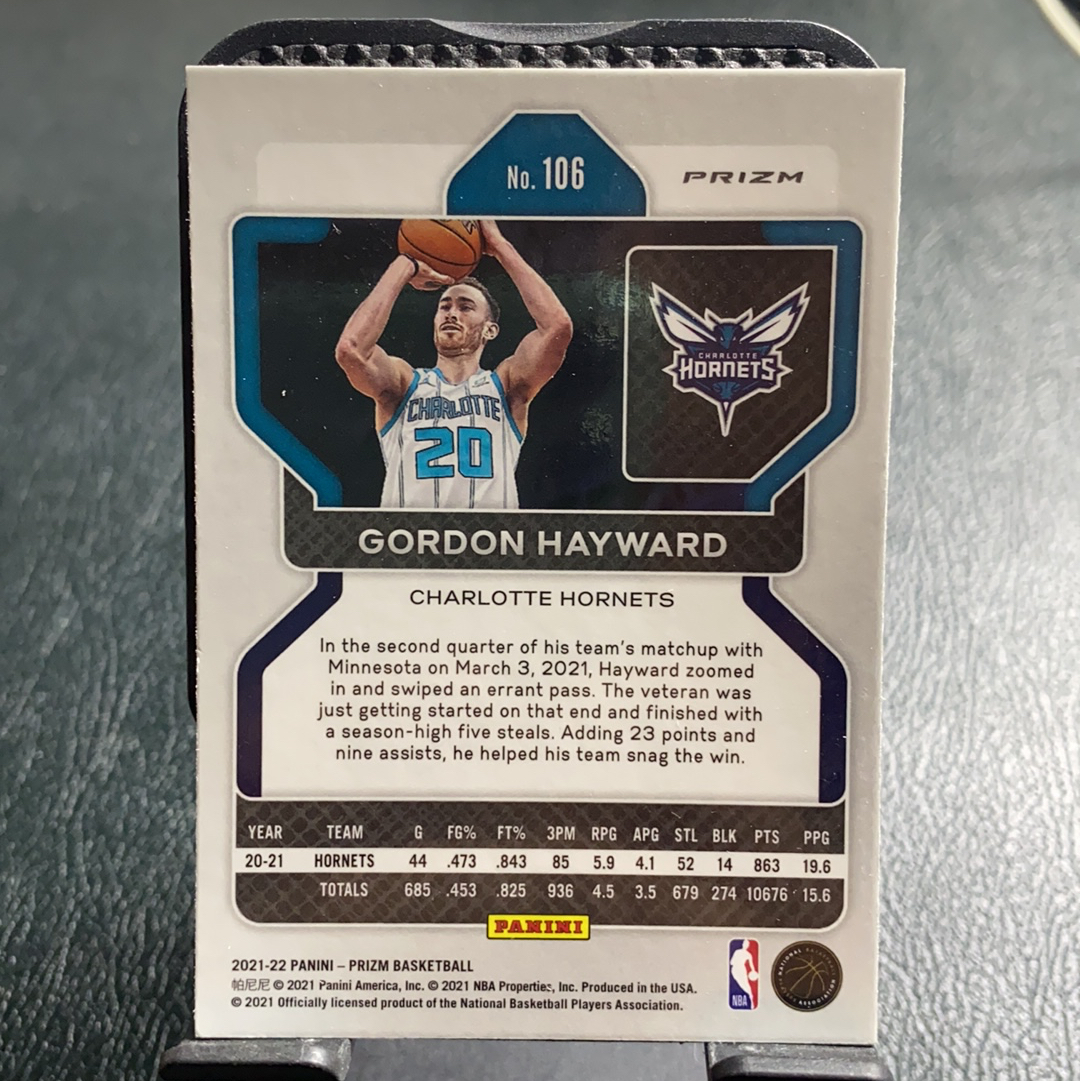 No. 106
PRIZM
CHARLOTTE
HORNETS
CHARLOTTE
20
GORDON HAYWARD
CHARLOTTE HORNETS
In the second quarter of his team's matchup with
Minnesota on March 3, 2021, Hayward zoomed
in and swiped an errant pass. The veteran was
just getting started on that end and finished with
a season-high five steals. Adding 23 points and
nine assists, he helped his team snag the win.
YEAR TEAM G FG% FT% 3PM RPG APG STL BLK PTS PPG
20-21 HORNETS 44 .473 .843 85 5.9 4.1 52 14 863 19.6
TOTALS 685 .453 .825 936 4.5 3.5 679 274 10676 15.6
PANINI
2021-22 PANINI – PRIZM BASKETBALL
帕尼尼 © 2021 Panini America, Inc. © 2021 NBA Properties, Inc. Produced in the USA.
© 2021 Officially licensed product of the National Basketball Players Association.
NBA
NATIONAL BASKETBALL PLAYERS ASSOCIATION